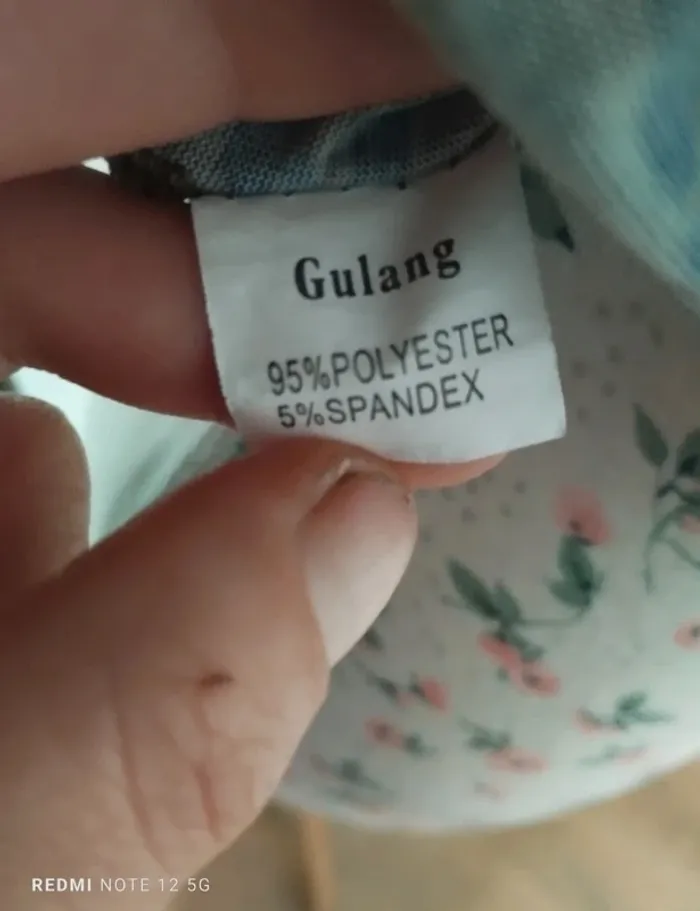 Gulang
95%POLYESTER
5%SPANDEX
REDMI NOTE 12 5G